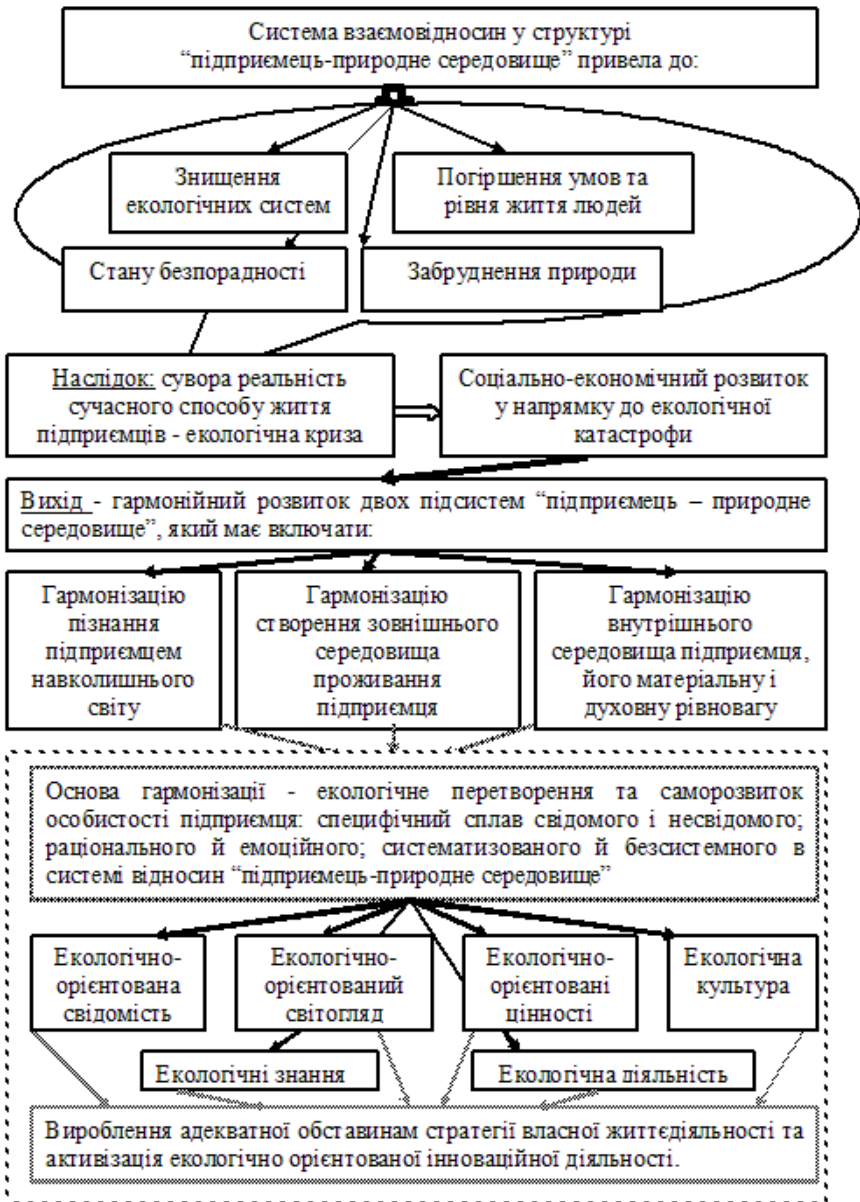 Система взаємовідносин у структурі
“підприємець-природне середовище” привела до:
Знищення
екологічних систем
Погіршення умов та
рівня життя людей
Стану безпорадності
Забруднення природи
Наслідок: сувора реальність
сучасного способу життя
підприємців - екологічна криза
Соціально-економічний розвиток
у напрямку до екологічної
катастрофи
Вихід - гармонійний розвиток двох підсистем “підприємець – природне
середовище”, який має включати:
Гармонізацію
пізнання
підприємцем
навколишнього
світу
Гармонізацію
створення зовнішнього
середовища
проживання
підприємця
Гармонізацію
внутрішнього
середовища підприємця,
його матеріальну і
духовну рівновагу
Основа гармонізації - екологічне перетворення та саморозвиток
особистості підприємця: специфічний сплав свідомого і несвідомого;
раціонального й емоційного; систематизованого й безсистемного в
системі відносин “підприємець-природне середовище”
Екологічно-
орієнтована
свідомість
Екологічно-
орієнтований
світогляд
Екологічно-
орієнтовані
цінності
Екологічна
культура
Екологічні знання
Екологічна діяльність
Вироблення адекватної обставинам стратегії власної життєдіяльності та
активізація екологічно орієнтованої інноваційної діяльності.